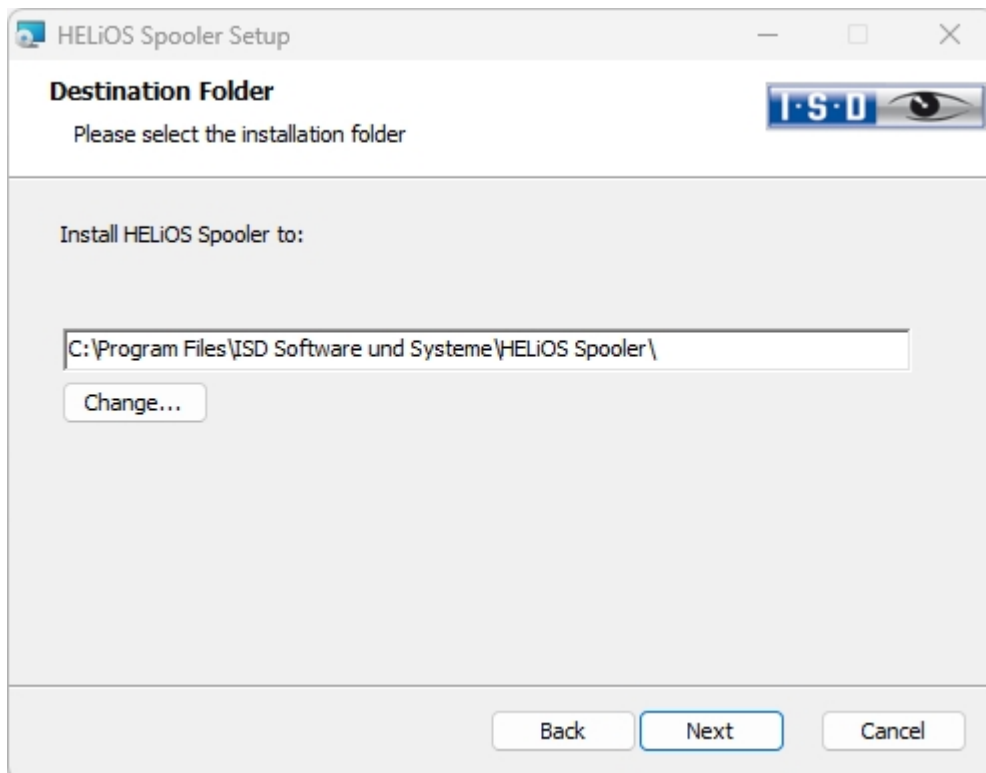 HELiOS Spooler Setup
Destination Folder
Please select the installation folder
I·S·D
Install HELiOS Spooler to:
C:\Program Files\ISD Software und Systeme\HELiOS Spooler\
Change...
Back Next Cancel